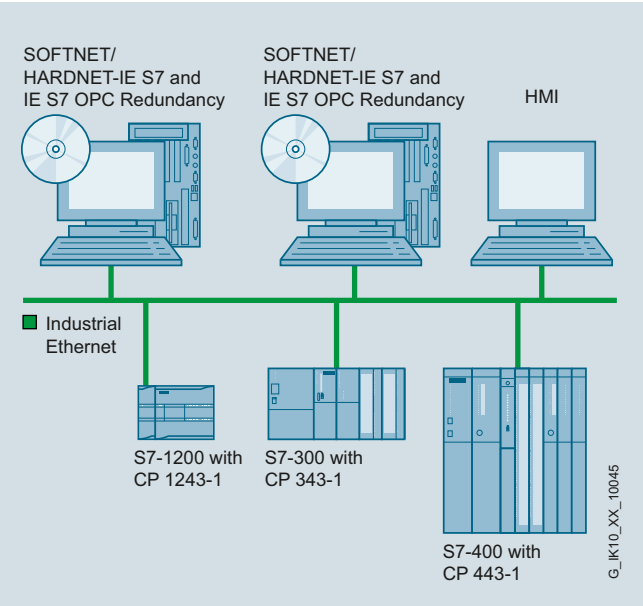 SOFTNET/
HARDNET-IE S7 and
IE S7 OPC Redundancy
SOFTNET/
HARDNET-IE S7 and
IE S7 OPC Redundancy
HMI
Industrial
Ethernet
S7-1200 with
CP 1243-1
S7-300 with
CP 343-1
S7-400 with
CP 443-1
G_IK10_XX_10045